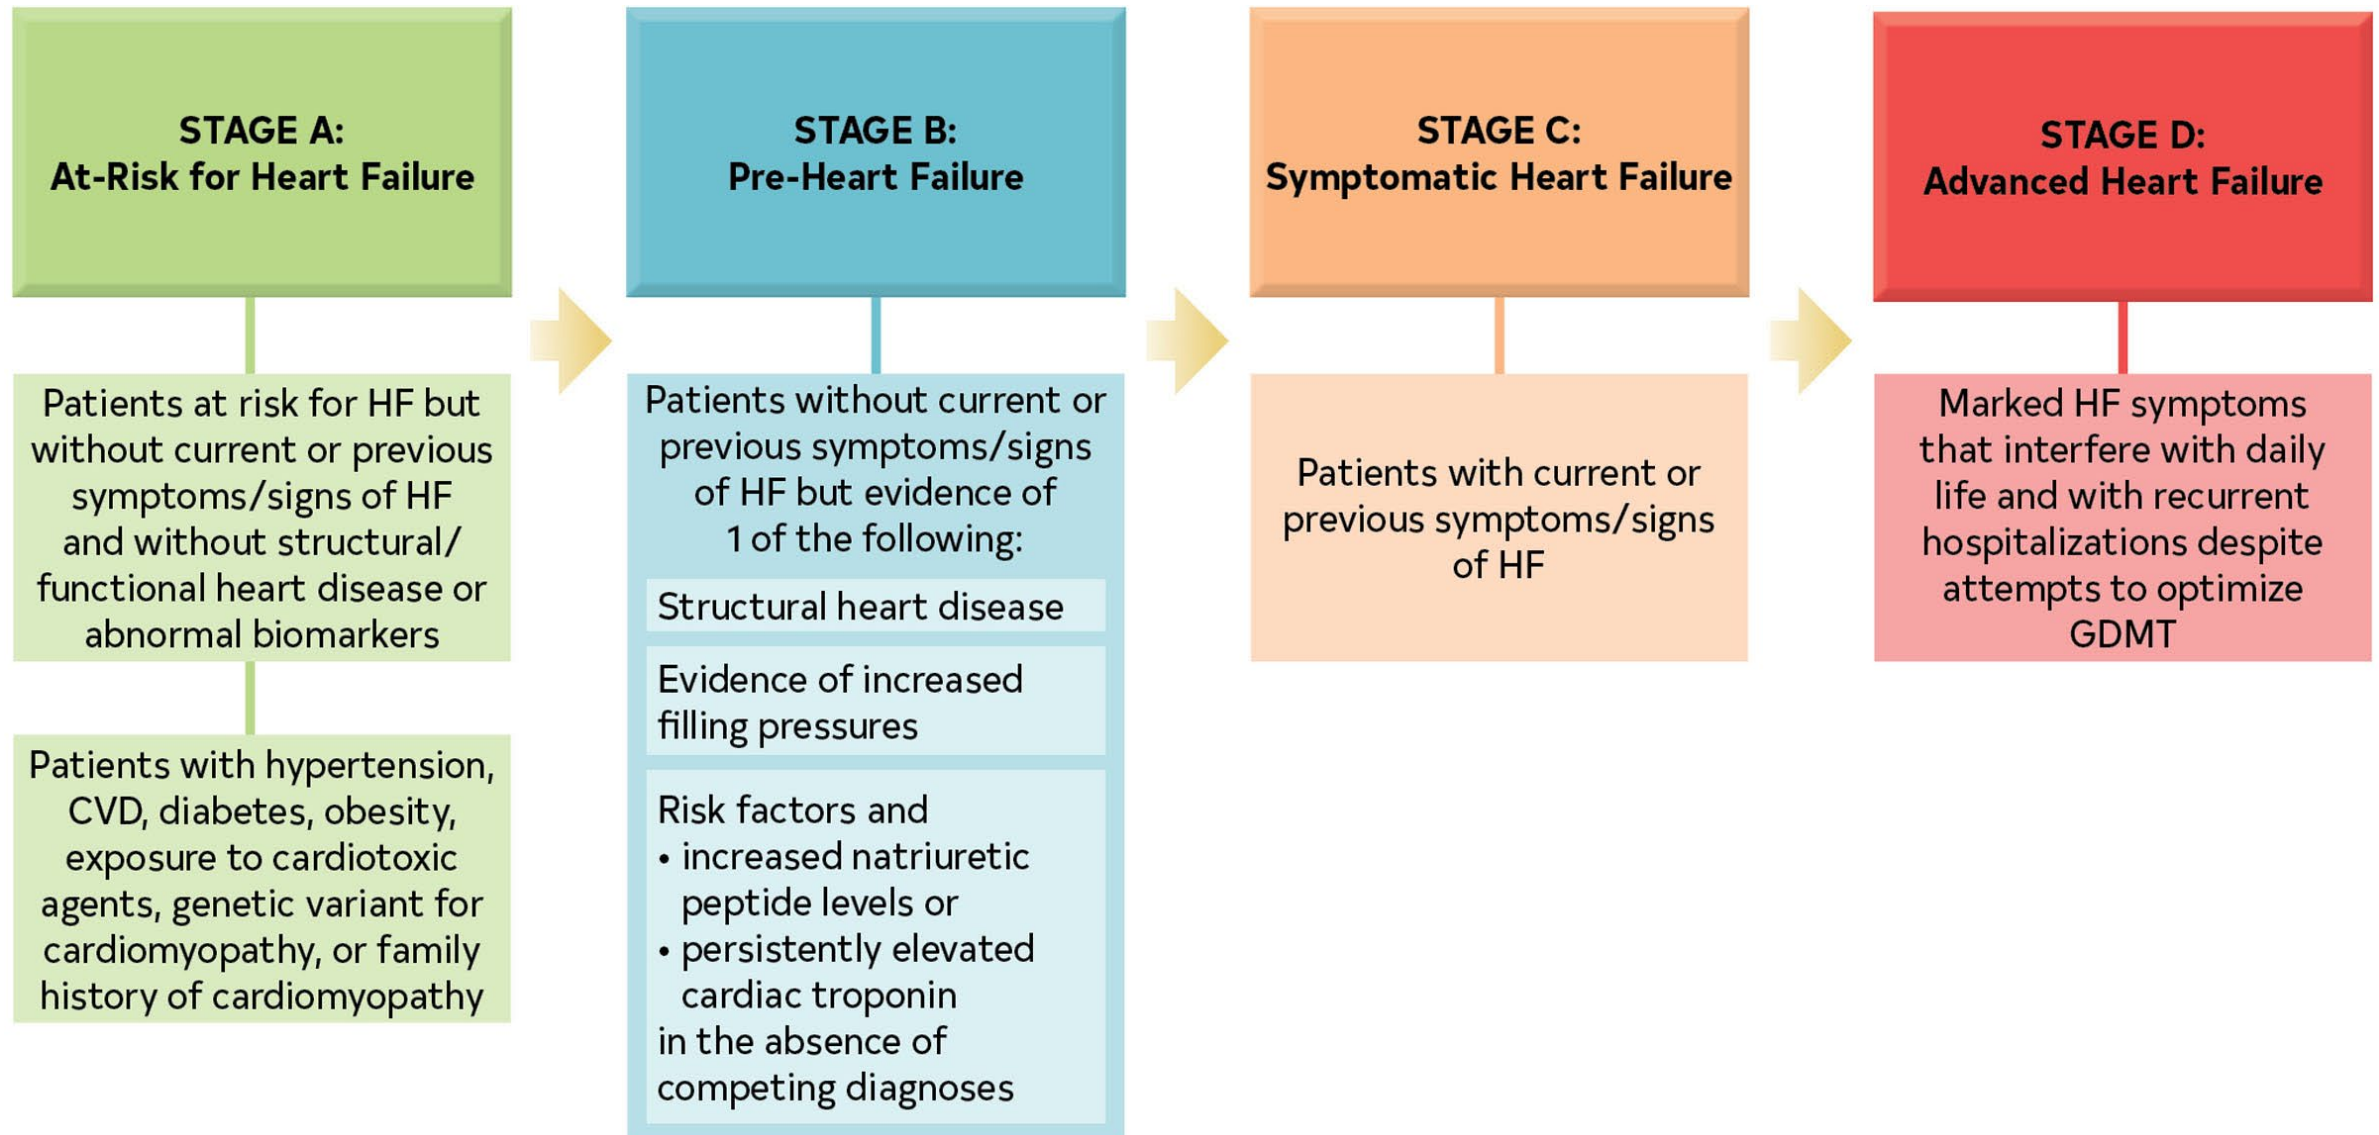 STAGE A:
At-Risk for Heart Failure
Patients at risk for HF but
without current or previous
symptoms/signs of HF
and without structural/
functional heart disease or
abnormal biomarkers
Patients with hypertension,
CVD, diabetes, obesity,
exposure to cardiotoxic
agents, genetic variant for
cardiomyopathy, or family
history of cardiomyopathy
STAGE B:
Pre-Heart Failure
Patients without current or
previous symptoms/signs
of HF but evidence of
1 of the following:
Structural heart disease
Evidence of increased
filling pressures
Risk factors and
• increased natriuretic
peptide levels or
• persistently elevated
cardiac troponin
in the absence of
competing diagnoses
STAGE C:
Symptomatic Heart Failure
Patients with current or
previous symptoms/signs
of HF
STAGE D:
Advanced Heart Failure
Marked HF symptoms
that interfere with daily
life and with recurrent
hospitalizations despite
attempts to optimize
GDMT